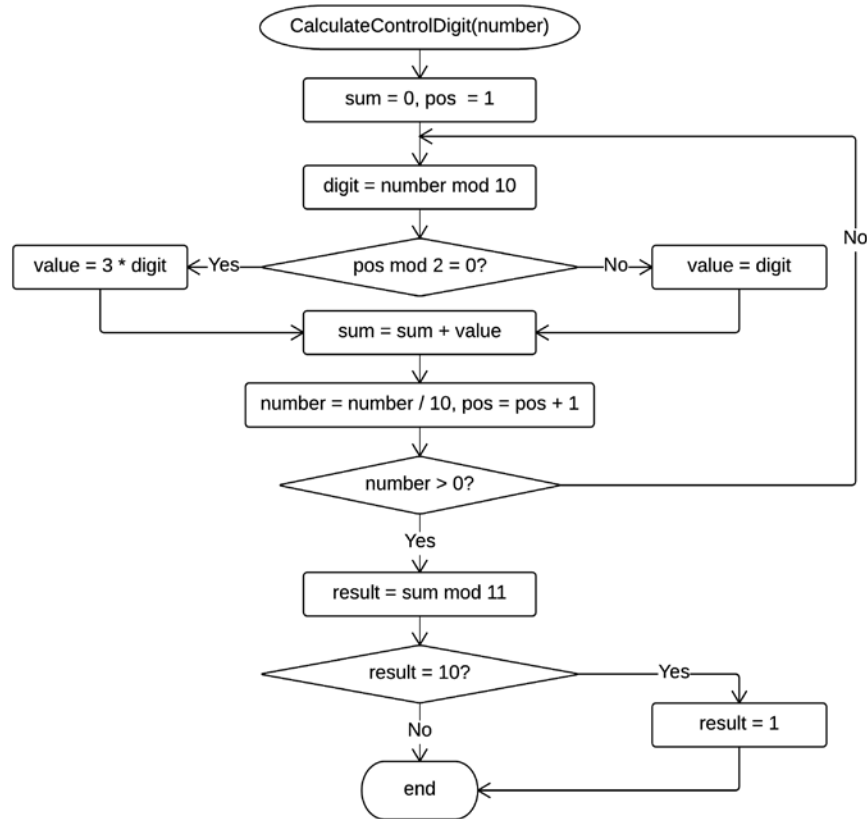 CalculateControlDigit(number)
sum = 0, pos = 1
digit = number mod 10
No
value = 3 * digit
Yes
pos mod 2 = 0?
No
value = digit
sum = sum + value
number = number / 10, pos = pos + 1
number > 0?
Yes
result = sum mod 11
result = 10?
Yes
No
result = 1
end